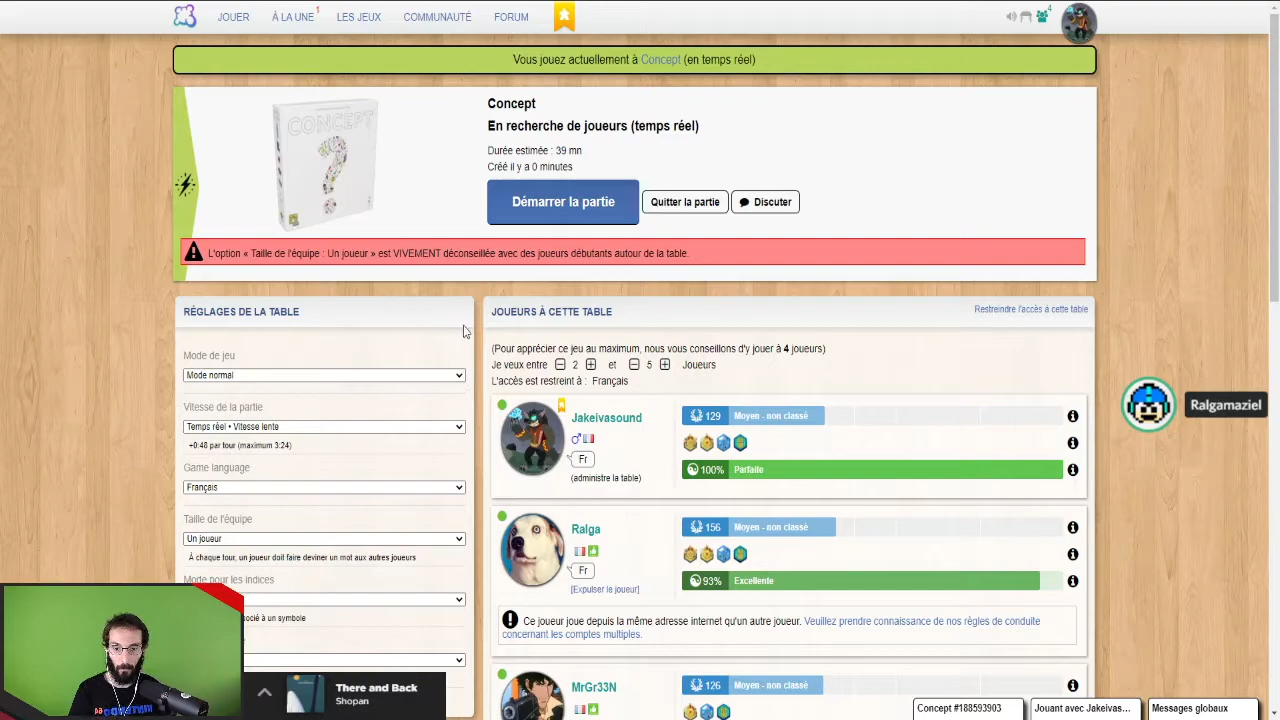 JOUER
À LA UNE 1
LES JEUX
COMMUNAUTÉ
FORUM
4
Vous jouez actuellement à Concept (en temps réel)
CONCEPT
?
Concept
En recherche de joueurs (temps réel)
Durée estimée : 39 mn
Créé il y a 0 minutes
Démarrer la partie
Quitter la partie
Discuter
L'option « Taille de l'équipe : Un joueur » est VIVEMENT déconseillée avec des joueurs débutants autour de la table.
RÉGLAGES DE LA TABLE
Mode de jeu
Mode normal
Vitesse de la partie
Temps réel • Vitesse lente
+0:48 par tour (maximum 3:24)
Game language
Français
Taille de l'équipe
Un joueur
À chaque tour, un joueur doit faire deviner un mot aux autres joueurs
Mode pour les indices
socié à un symbole
JOUEURS À CETTE TABLE
Restreindre l'accès à cette table
(Pour apprécier ce jeu au maximum, nous vous conseillons d'y jouer à 4 joueurs)
Je veux entre 2 et 5 Joueurs
L'accès est restreint à : Français
Jakeivasound
Fr
(administre la table)
129 Moyen - non classé
100% Parfaite
Ralga
Fr
[Expulser le joueur]
156 Moyen - non classé
93% Excellente
Ce joueur joue depuis la même adresse internet qu'un autre joueur. Veuillez prendre connaissance de nos règles de conduite
concernant les comptes multiples.
MrGr33N
126 Moyen - non classé
Ralgamaziel
There and Back
Shopan
Concept #188593903
Jouant avec Jakeivas...
Messages globaux